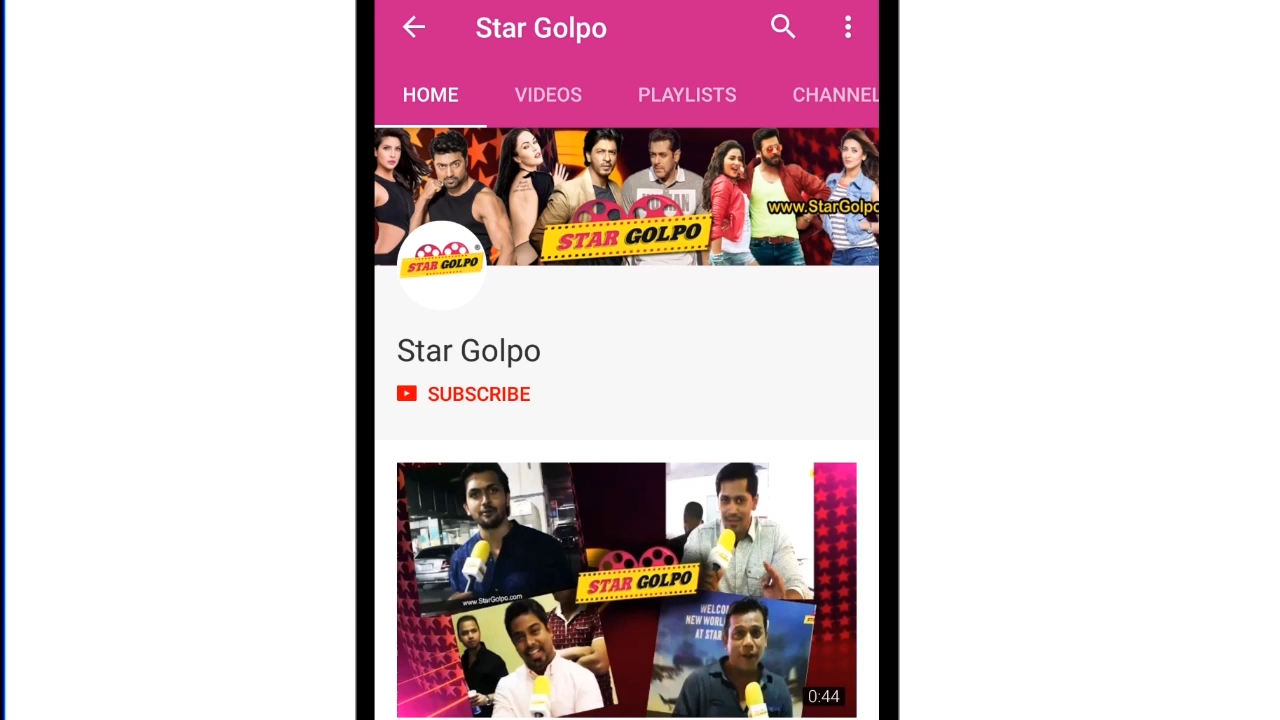 Star Golpo
HOME VIDEOS PLAYLISTS CHANNEL
www.StarGolpo
STAR GOLPO
STAR GOLPO
Star Golpo
SUBSCRIBE
STAR GOLPO
www.StarGolpo.com
WELCO
NEW WORL
AT STAR
0:44